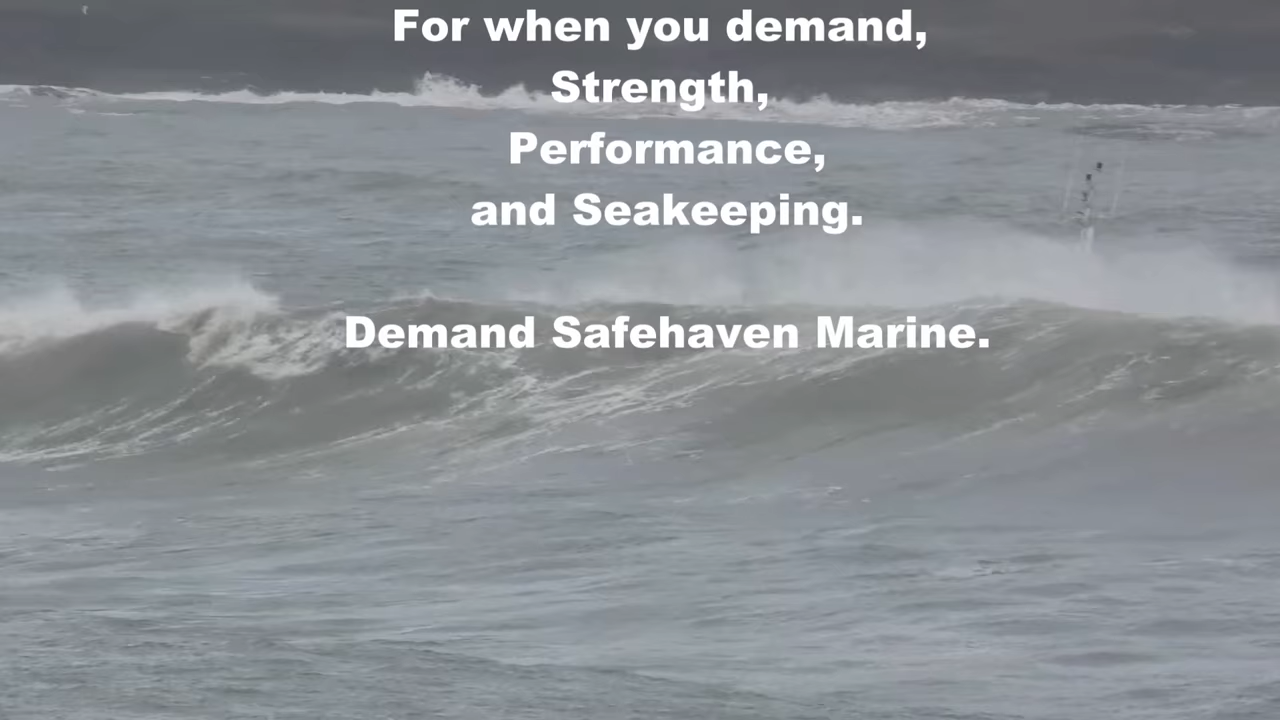 For when you demand,
Strength,
Performance,
and Seakeeping.
Demand Safehaven Marine.